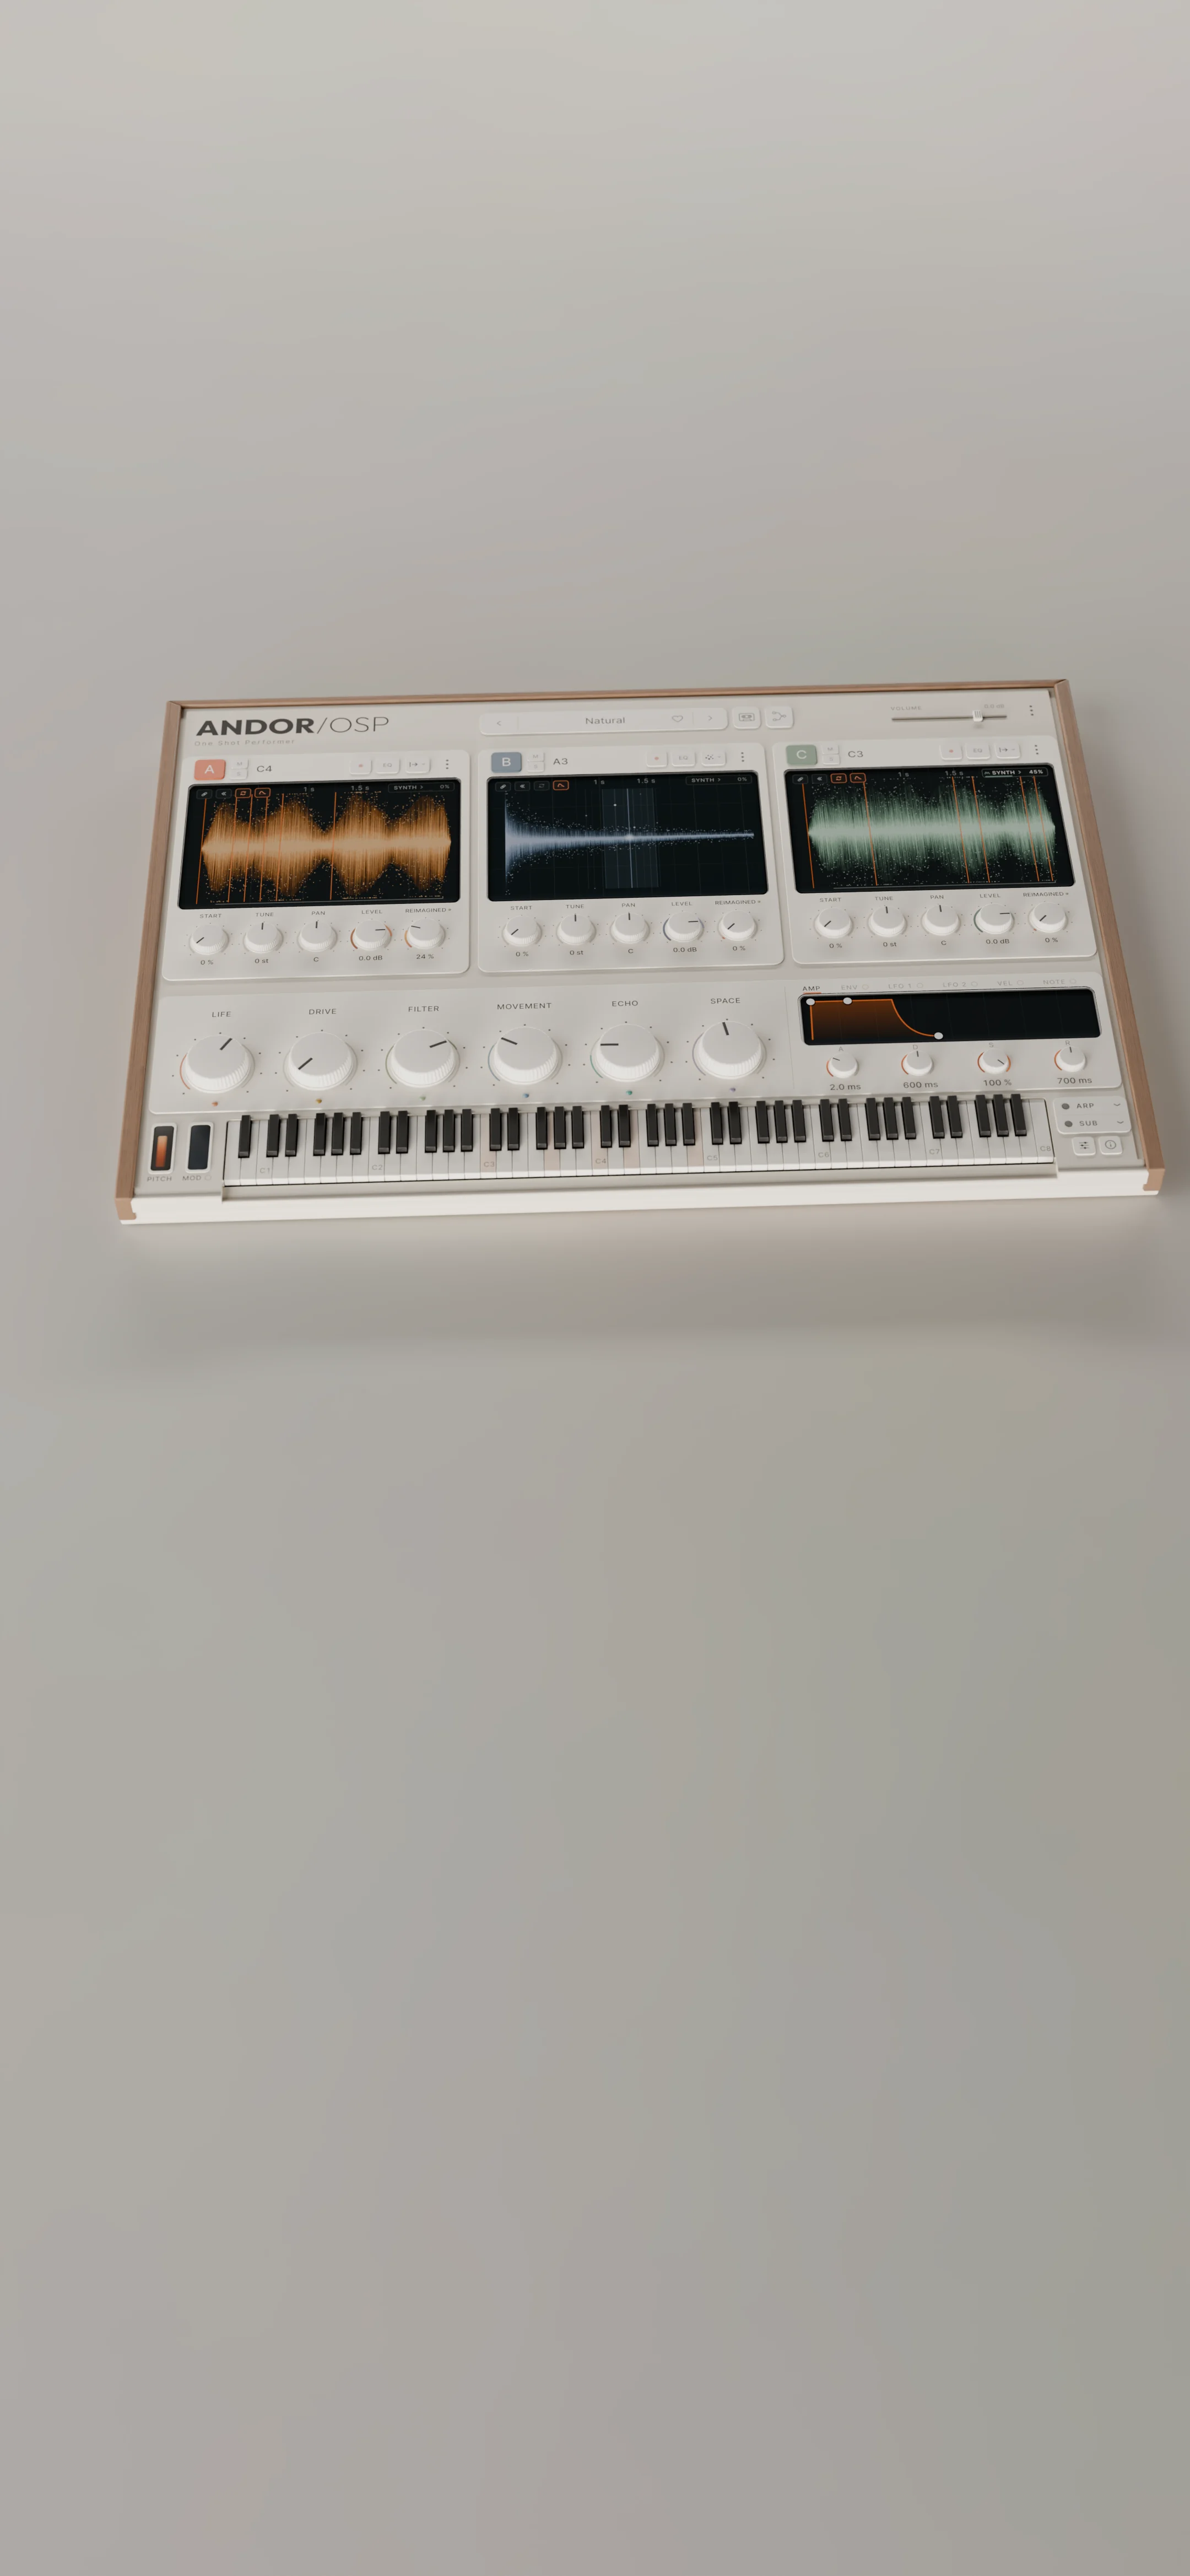 ANDOR/OSP
One Shot Performer
Natural
VOLUME
A
M
S
C4
EQ
1 s
1.5 s
SYNTH
0%
START
TUNE
PAN
LEVEL
REIMAGINED
0 %
0 st
C
0.0 dB
24 %
B
M
S
A3
EQ
1 s
1.5 s
SYNTH
0%
START
TUNE
PAN
LEVEL
REIMAGINED
0 %
0 st
C
0.0 dB
0 %
C
M
S
C3
EQ
1 s
1.5 s
SYNTH
45%
START
TUNE
PAN
LEVEL
REIMAGINED
0 %
0 st
C
0.0 dB
0 %
LIFE
DRIVE
FILTER
MOVEMENT
ECHO
SPACE
AMP
ENV
LFO 1
LFO 2
VEL
NOTE
A
D
S
R
2.0 ms
600 ms
100 %
700 ms
PITCH
MOD
C1
C2
C3
C4
C5
C6
C7
C8
ARP
SUB